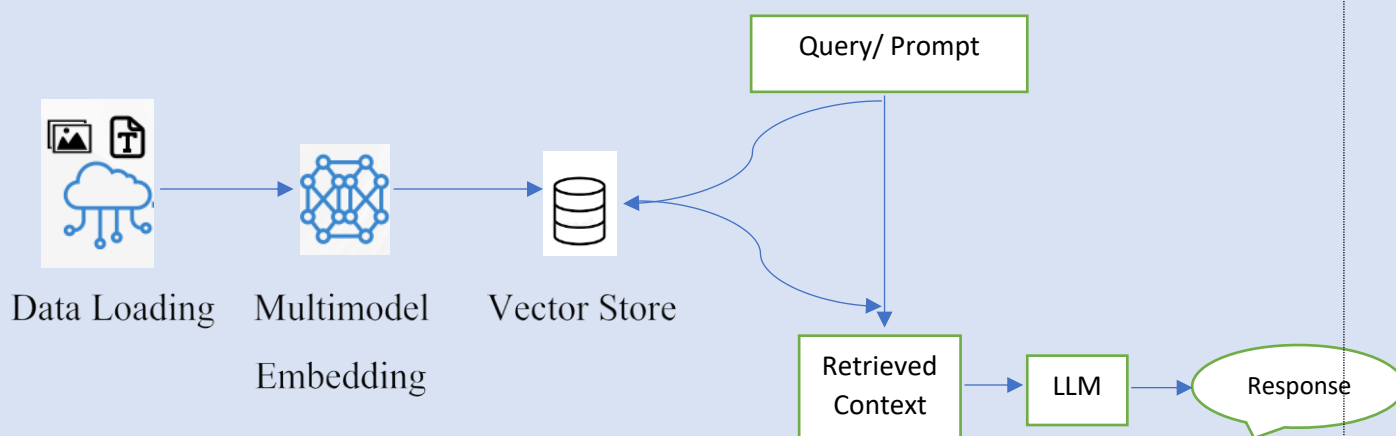 Query/ Prompt
T
Data Loading
Multimodel
Embedding
Vector Store
Retrieved
Context
LLM
Response